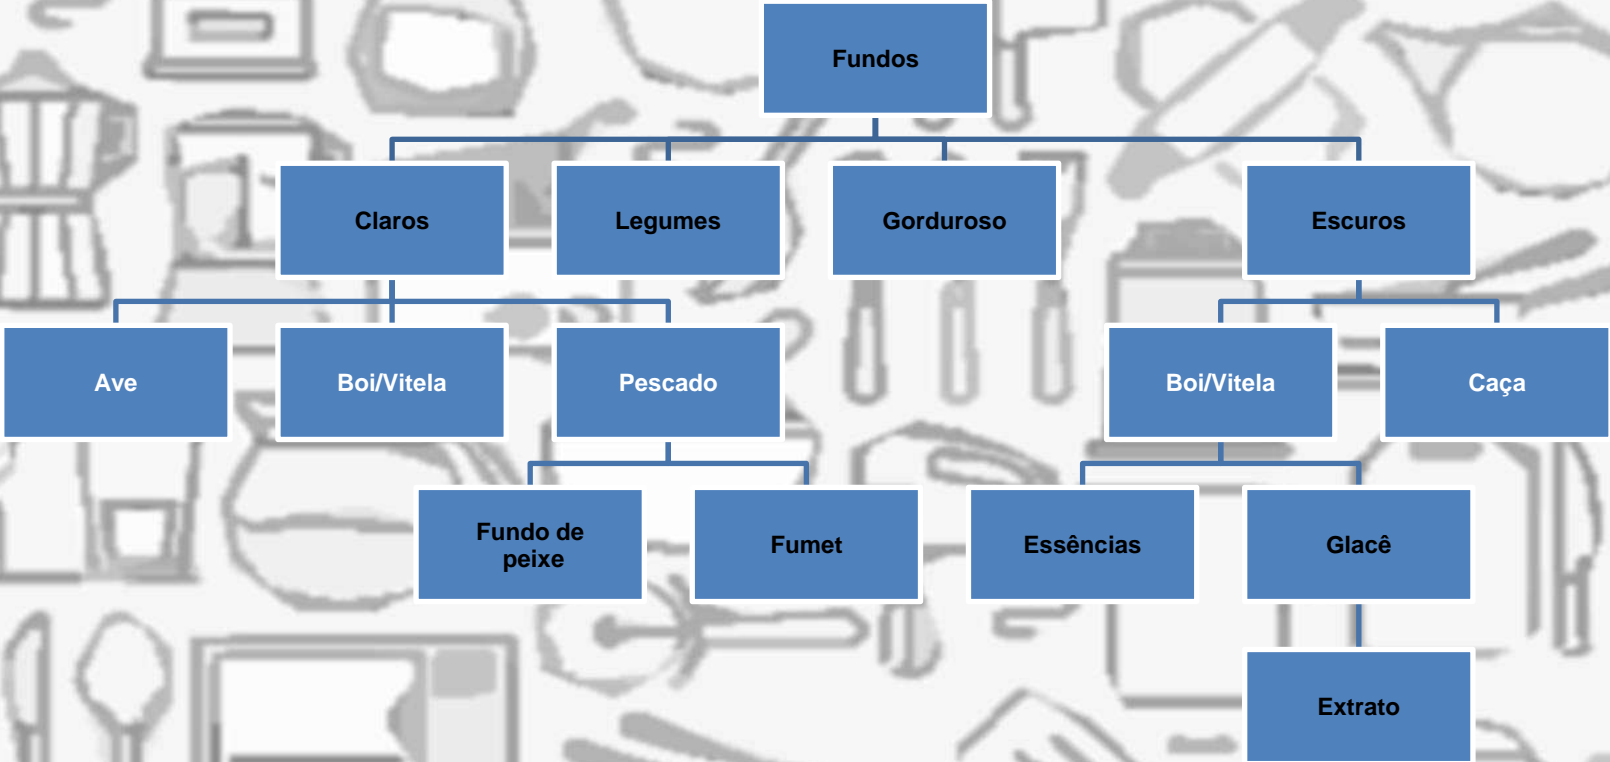 Fundos
Claros
Legumes
Gorduroso
Escuros
Ave
Boi/Vitela
Pescado
Boi/Vitela
Caça
Fundo de
peixe
Fumet
Essências
Glacê
Extrato